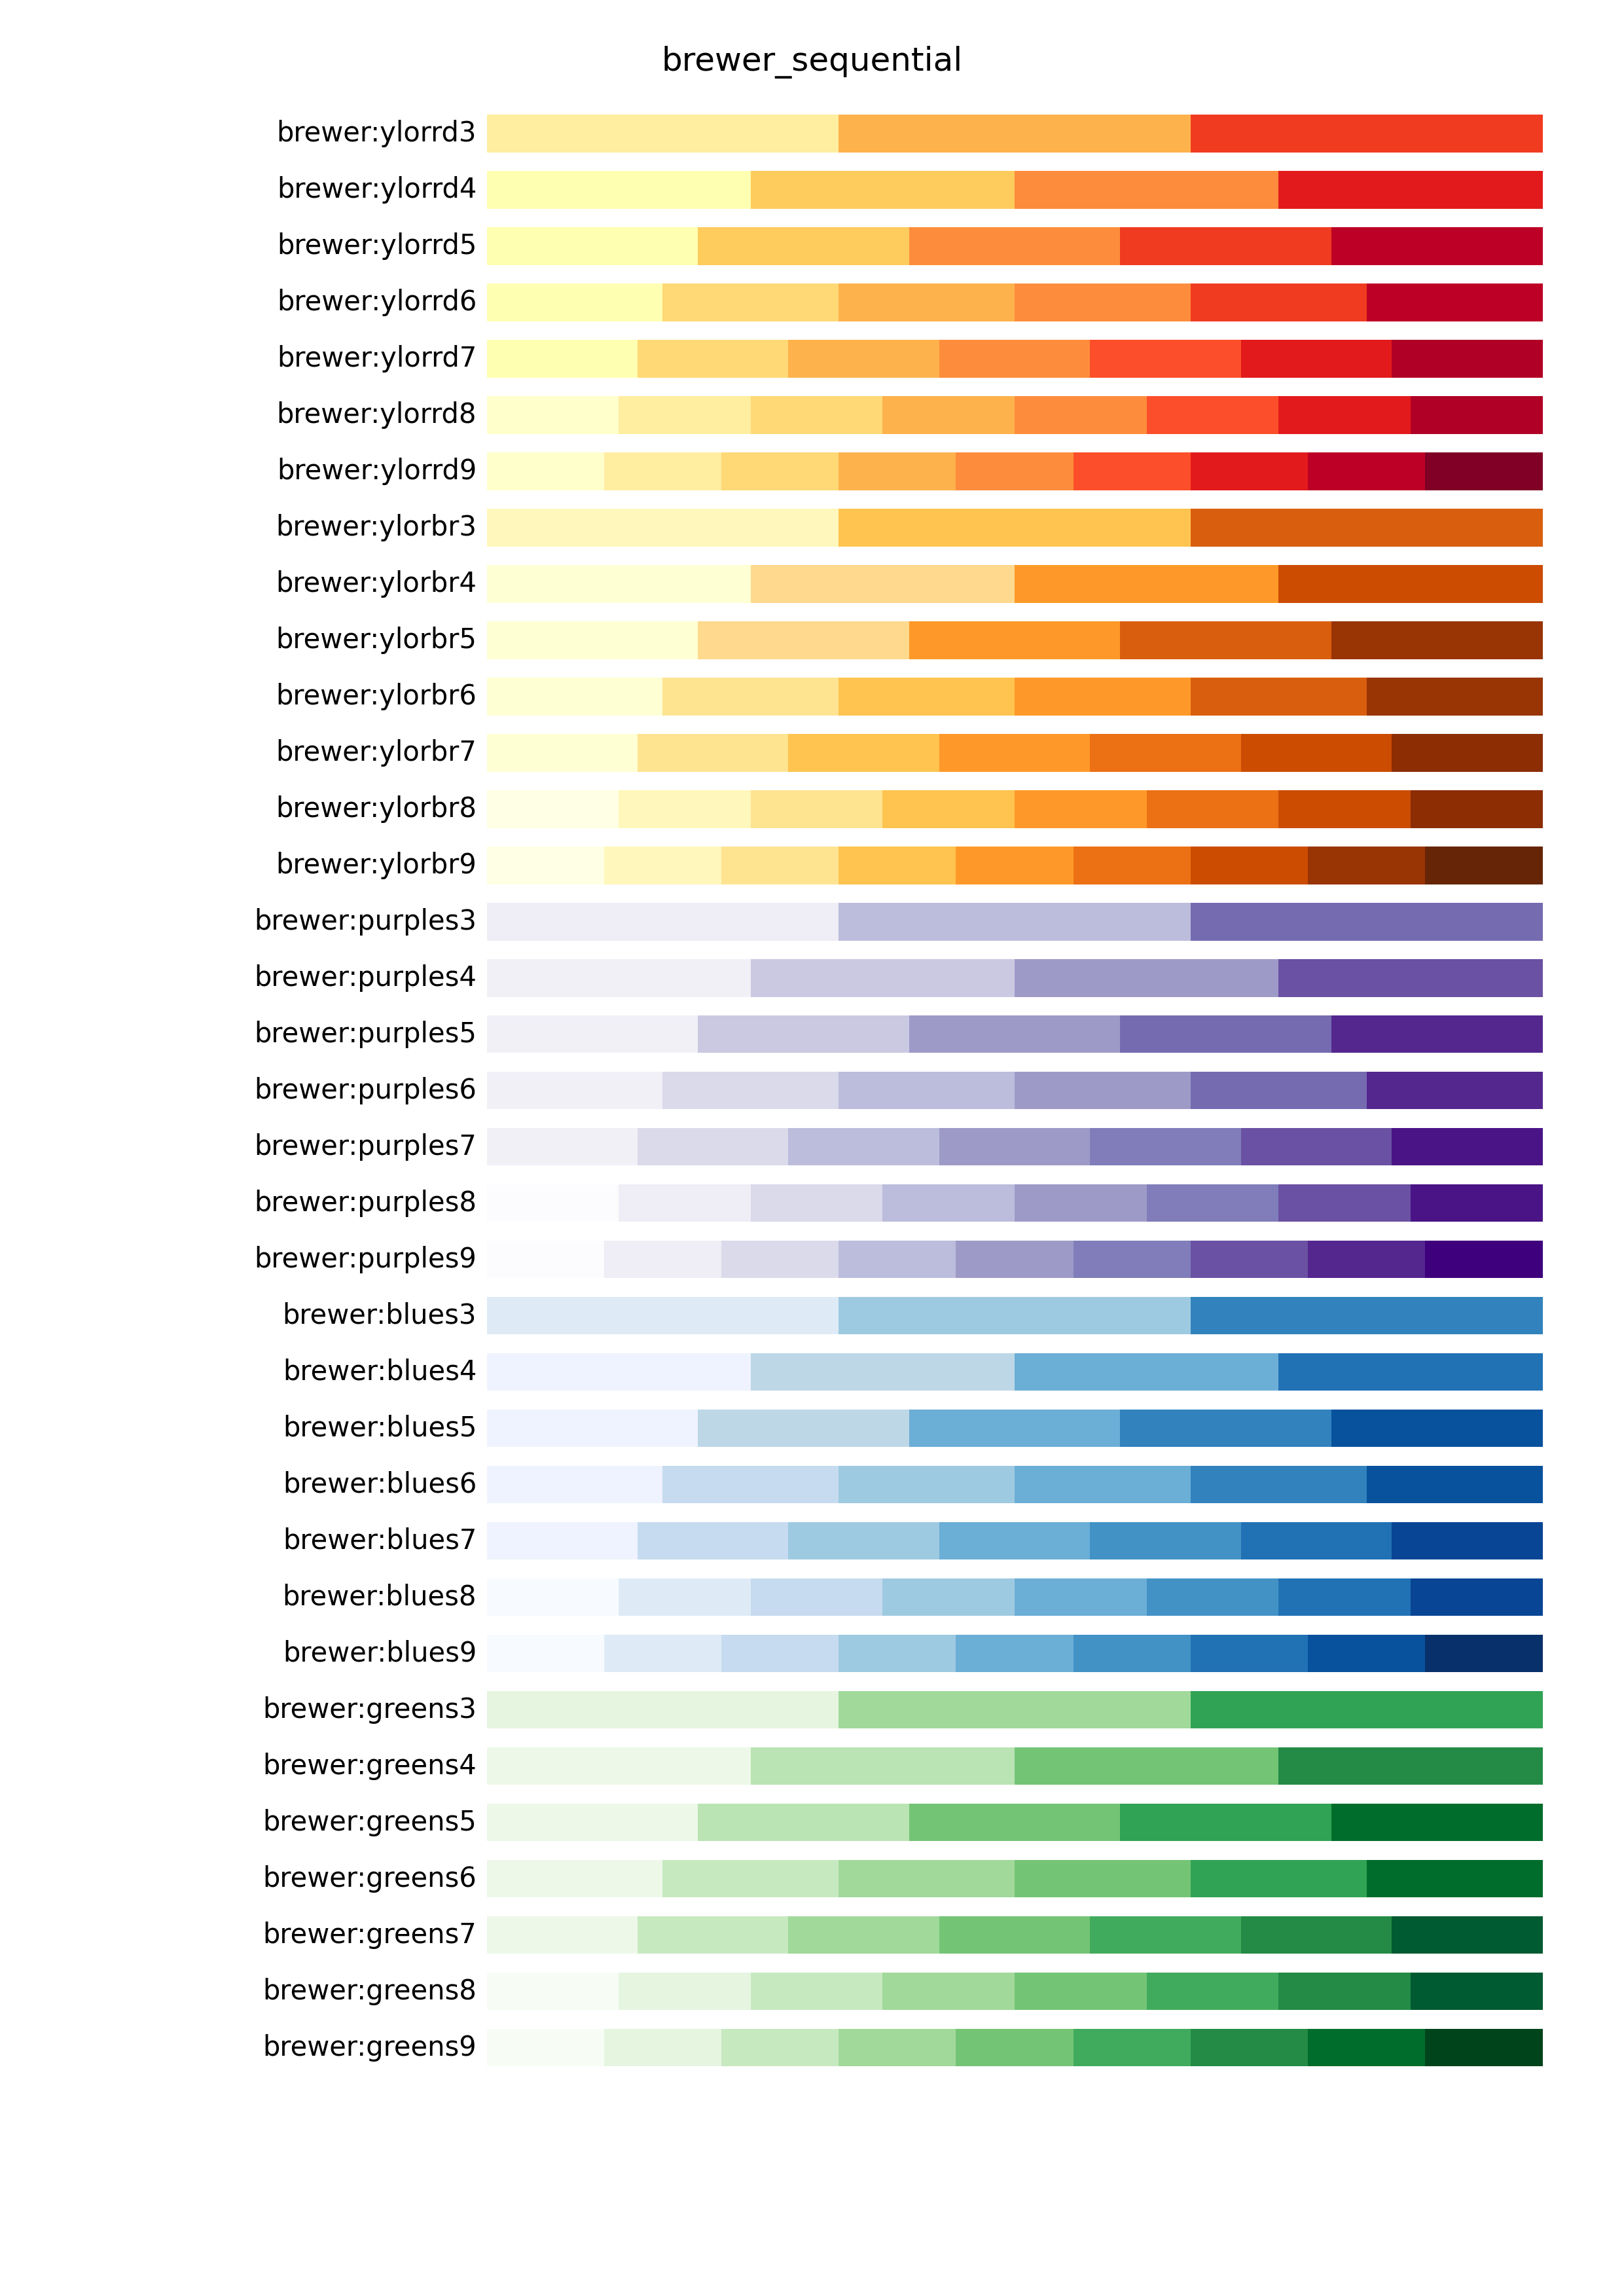 brewer_sequential
brewer:ylorrd3
brewer:ylorrd4
brewer:ylorrd5
brewer:ylorrd6
brewer:ylorrd7
brewer:ylorrd8
brewer:ylorrd9
brewer:ylorbr3
brewer:ylorbr4
brewer:ylorbr5
brewer:ylorbr6
brewer:ylorbr7
brewer:ylorbr8
brewer:ylorbr9
brewer:purples3
brewer:purples4
brewer:purples5
brewer:purples6
brewer:purples7
brewer:purples8
brewer:purples9
brewer:blues3
brewer:blues4
brewer:blues5
brewer:blues6
brewer:blues7
brewer:blues8
brewer:blues9
brewer:greens3
brewer:greens4
brewer:greens5
brewer:greens6
brewer:greens7
brewer:greens8
brewer:greens9